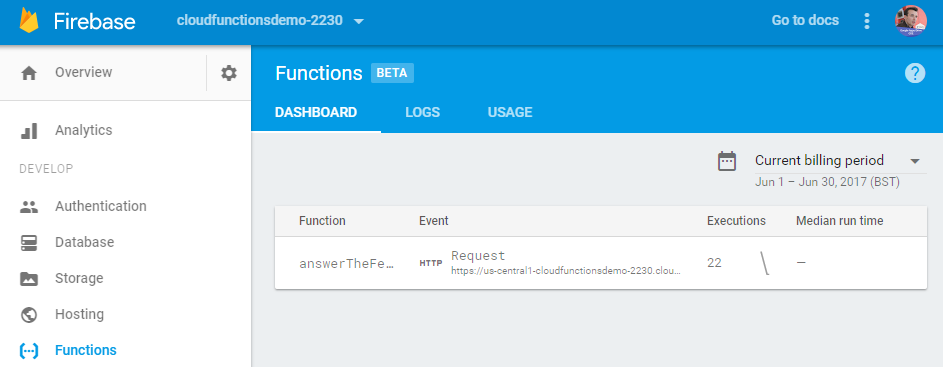 Firebase
cloudfunctionsdemo-2230
Go to docs
Overview
Analytics
DEVELOP
Authentication
Database
Storage
Hosting
Functions
Functions BETA
DASHBOARD LOGS USAGE
Current billing period
Jun 1 – Jun 30, 2017 (BST)
Function Event Executions Median run time
answerTheFe… HTTP Request 22 —
https://us-central1-cloudfunctionsdemo-2230.clou…